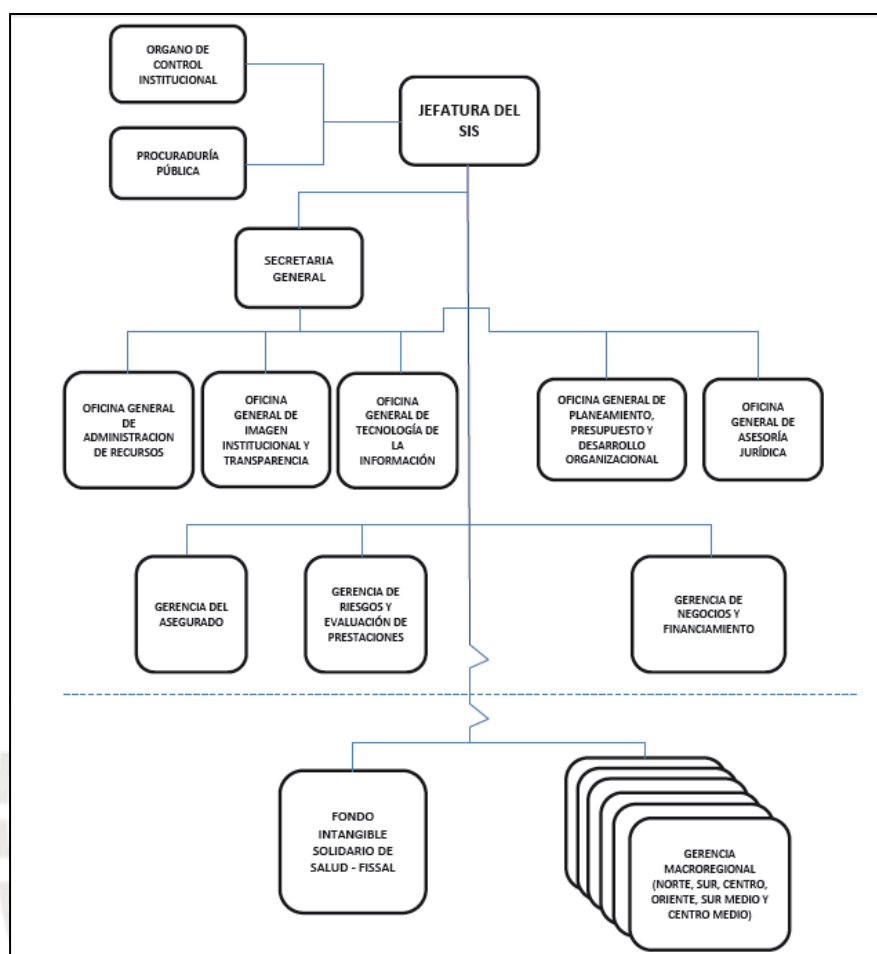 ORGANO DE
CONTROL
INSTITUCIONAL
JEFATURA DEL
SIS
PROCURADURÍA
PÚBLICA
SECRETARIA
GENERAL
OFICINA GENERAL
DE
ADMINISTRACION
DE RECURSOS
OFICINA
GENERAL DE
IMAGEN
INSTITUCIONAL Y
TRANSPARENCIA
OFICINA
GENERAL DE
TECNOLOGÍA DE
LA
INFORMACIÓN
OFICINA GENERAL DE
PLANEAMIENTO,
PRESUPUESTO Y
DESARROLLO
ORGANIZACIONAL
OFICINA
GENERAL DE
ASESORÍA
JURÍDICA
GERENCIA DEL
ASEGURADO
GERENCIA DE
RIESGOS Y
EVALUACIÓN DE
PRESTACIONES
GERENCIA DE
NEGOCIOS Y
FINANCIAMIENTO
FONDO
INTANGIBLE
SOLIDARIO DE
SALUD - FISSAL
GERENCIA
MACROREGIONAL
(NORTE, SUR, CENTRO,
ORIENTE, SUR MEDIO Y
CENTRO MEDIO)